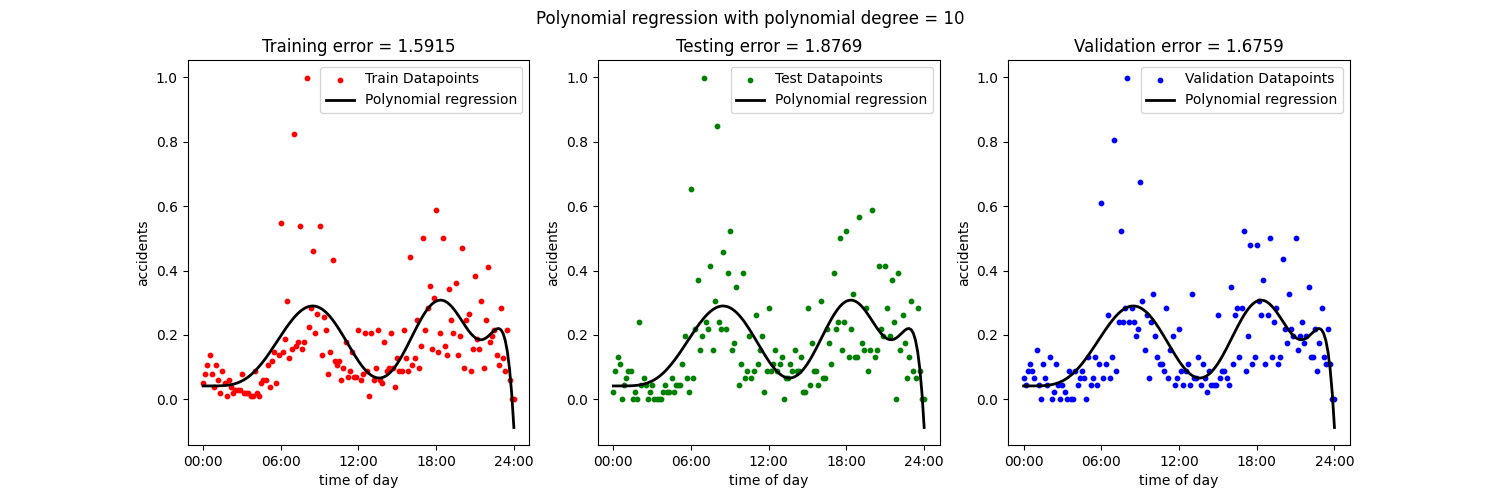 Polynomial regression with polynomial degree = 10
Training error = 1.5915
Train Datapoints
Polynomial regression
accidents
1.0
0.8
0.6
0.4
0.2
0.0
00:00 06:00 12:00 18:00 24:00
time of day
Testing error = 1.8769
Test Datapoints
Polynomial regression
accidents
1.0
0.8
0.6
0.4
0.2
0.0
00:00 06:00 12:00 18:00 24:00
time of day
Validation error = 1.6759
Validation Datapoints
Polynomial regression
accidents
1.0
0.8
0.6
0.4
0.2
0.0
00:00 06:00 12:00 18:00 24:00
time of day